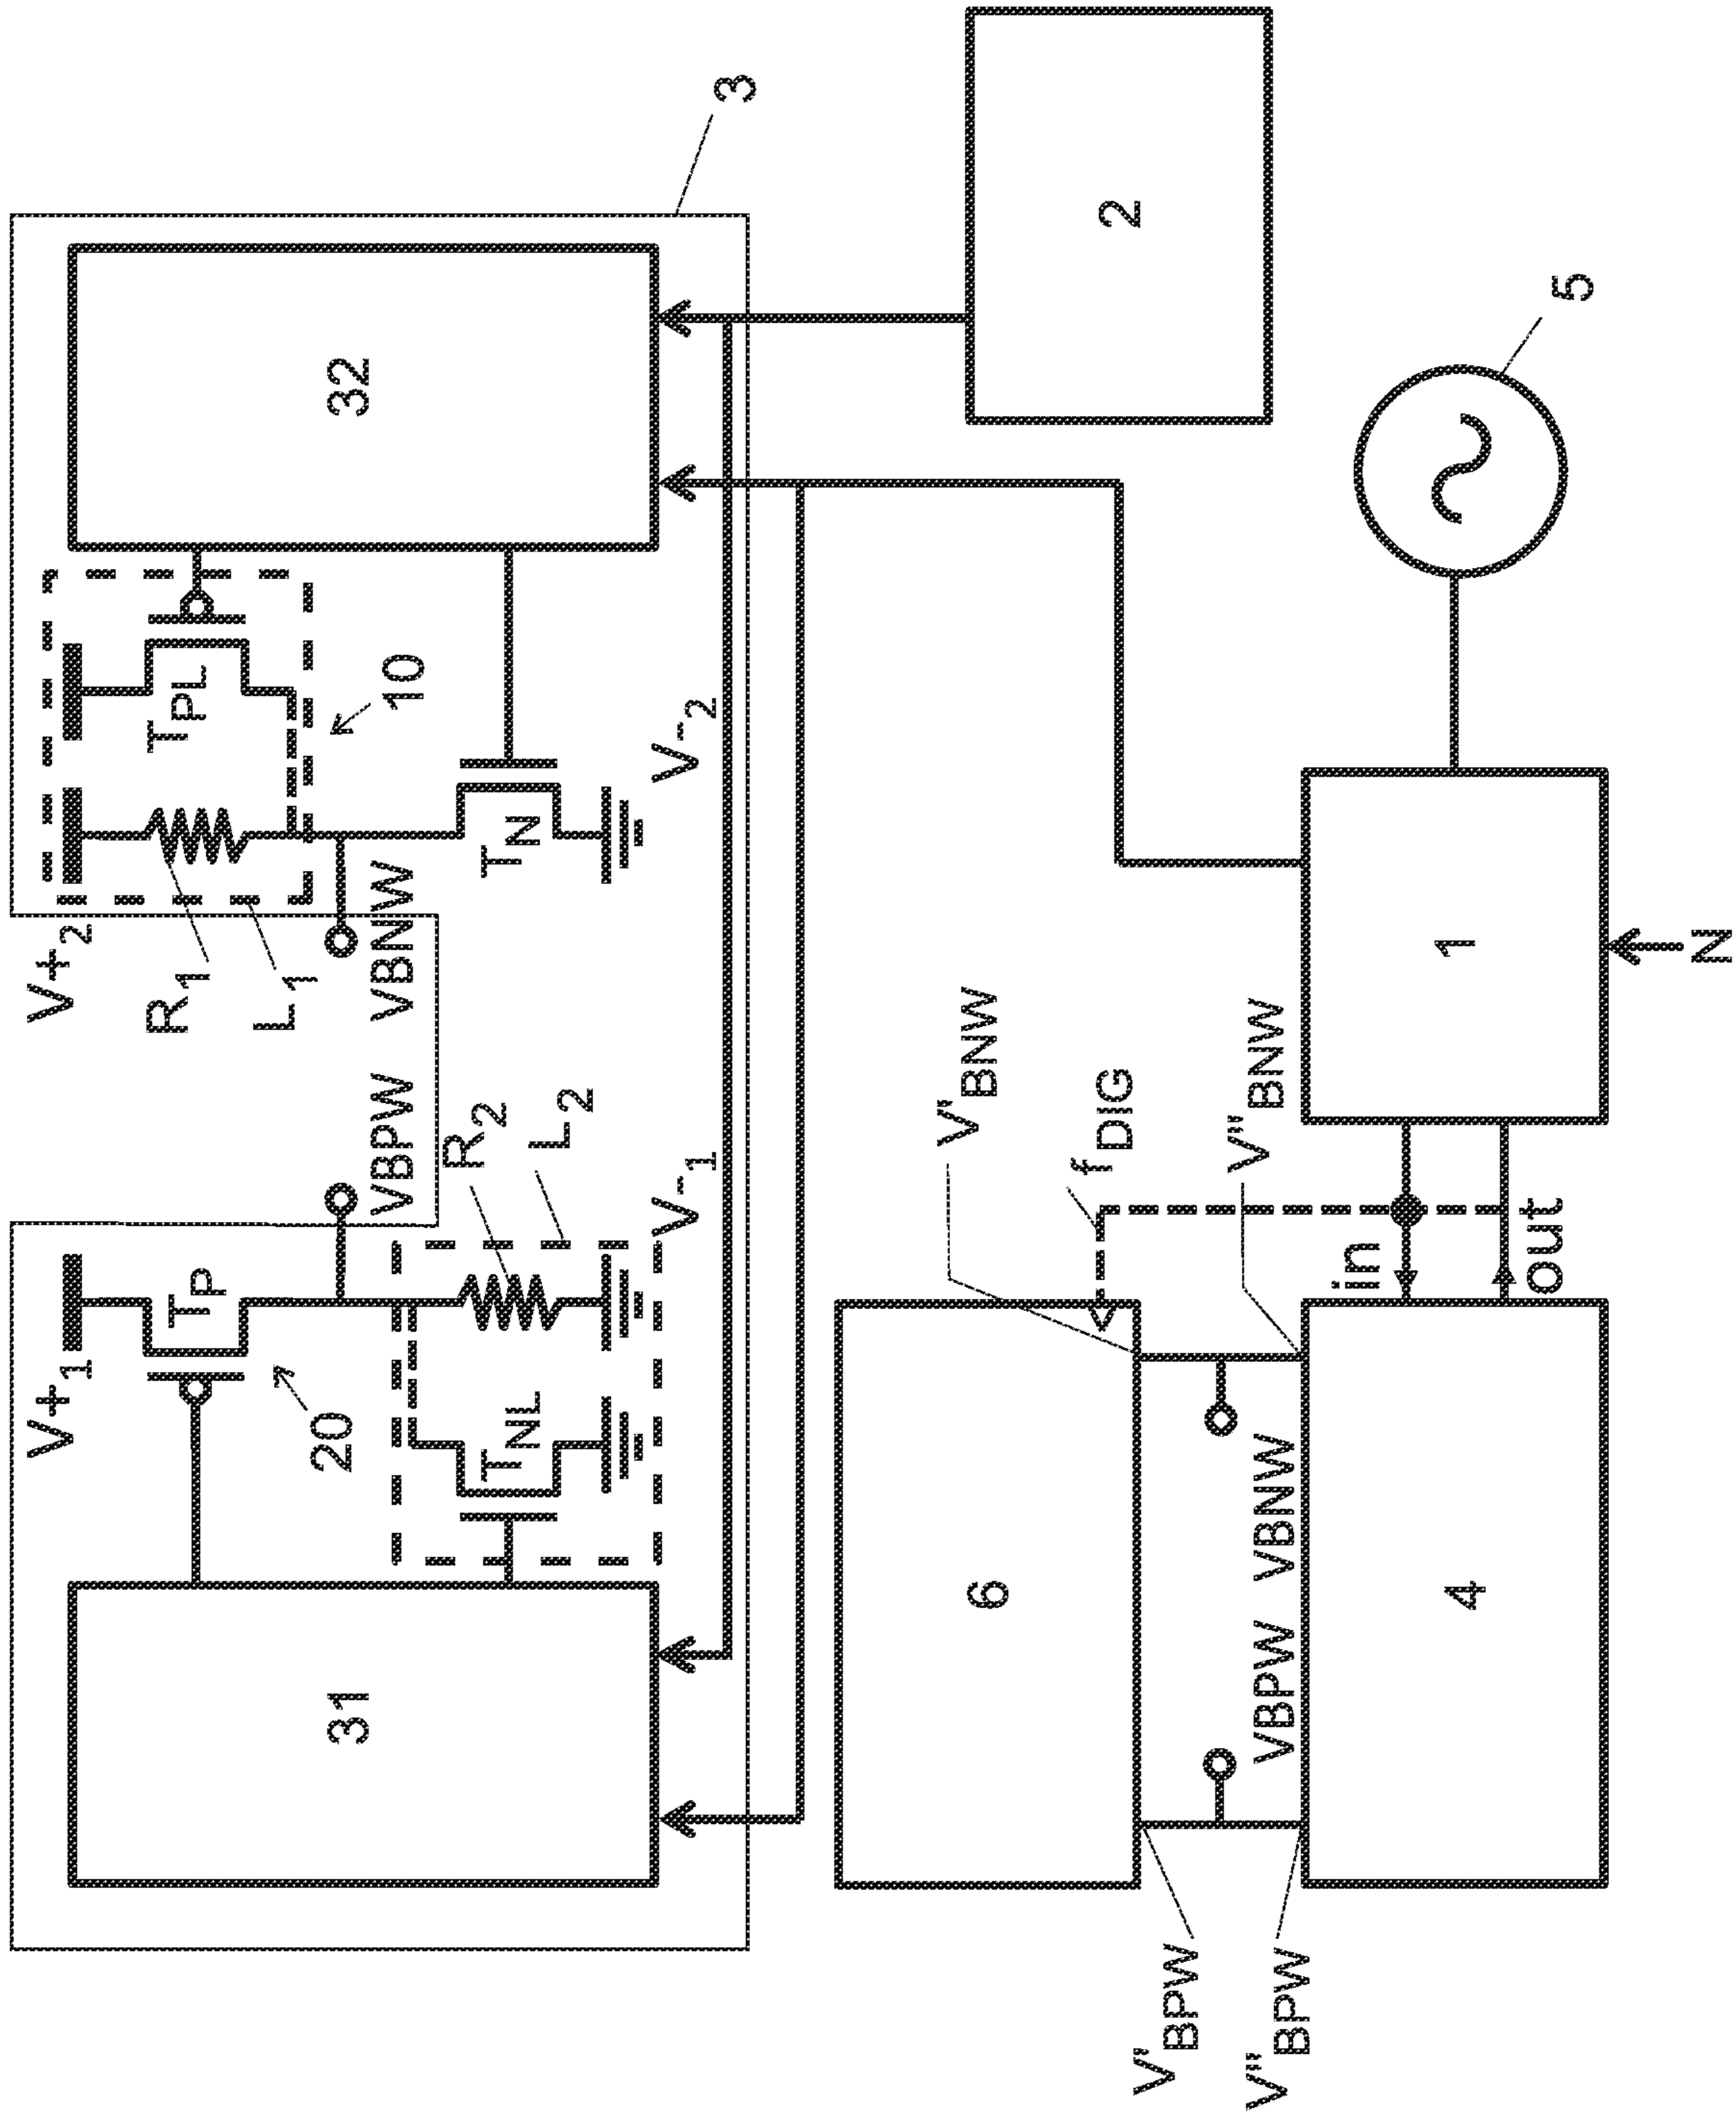 V+1
V+2
TP
R1
TPL
L1
20
31
VBPW
VBNW
10
32
R2
TNL
TN
L2
V-1
V-2
3
6
V'BNW
fDIG
2
V'BPW
VBPW VBNW
V"BNW
V"BPW
in
4
1
out
5
N